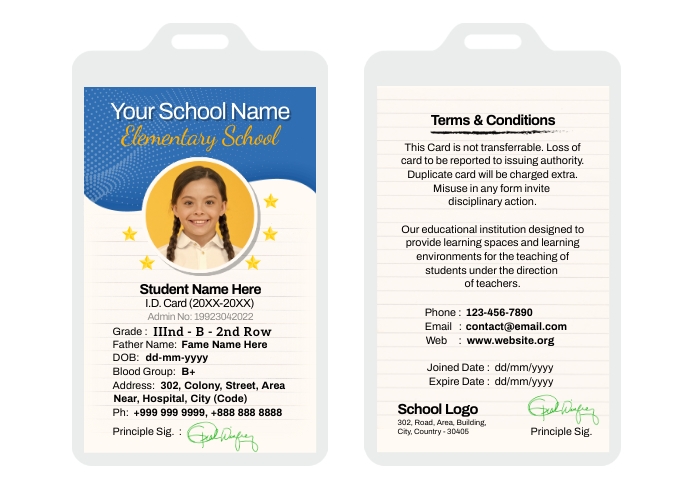 Your School Name
Elementary School
Student Name Here
I.D. Card (20XX-20XX)
Admin No: 19923042022
Grade : IIInd - B - 2nd Row
Father Name: Fame Name Here
DOB: dd-mm-yyyy
Blood Group: B+
Address: 302, Colony, Street, Area
Near, Hospital, City (Code)
Ph: +999 999 9999, +888 888 8888
Principle Sig. :
Terms & Conditions
This Card is not transferrable. Loss of
card to be reported to issuing authority.
Duplicate card will be charged extra.
Misuse in any form invite
disciplinary action.
Our educational institution designed to
provide learning spaces and learning
environments for the teaching of
students under the direction
of teachers.
Phone : 123-456-7890
Email : contact@email.com
Web : www.website.org
Joined Date : dd/mm/yyyy
Expire Date : dd/mm/yyyy
School Logo
302, Road, Area, Building,
City, Country - 30405
Principle Sig.